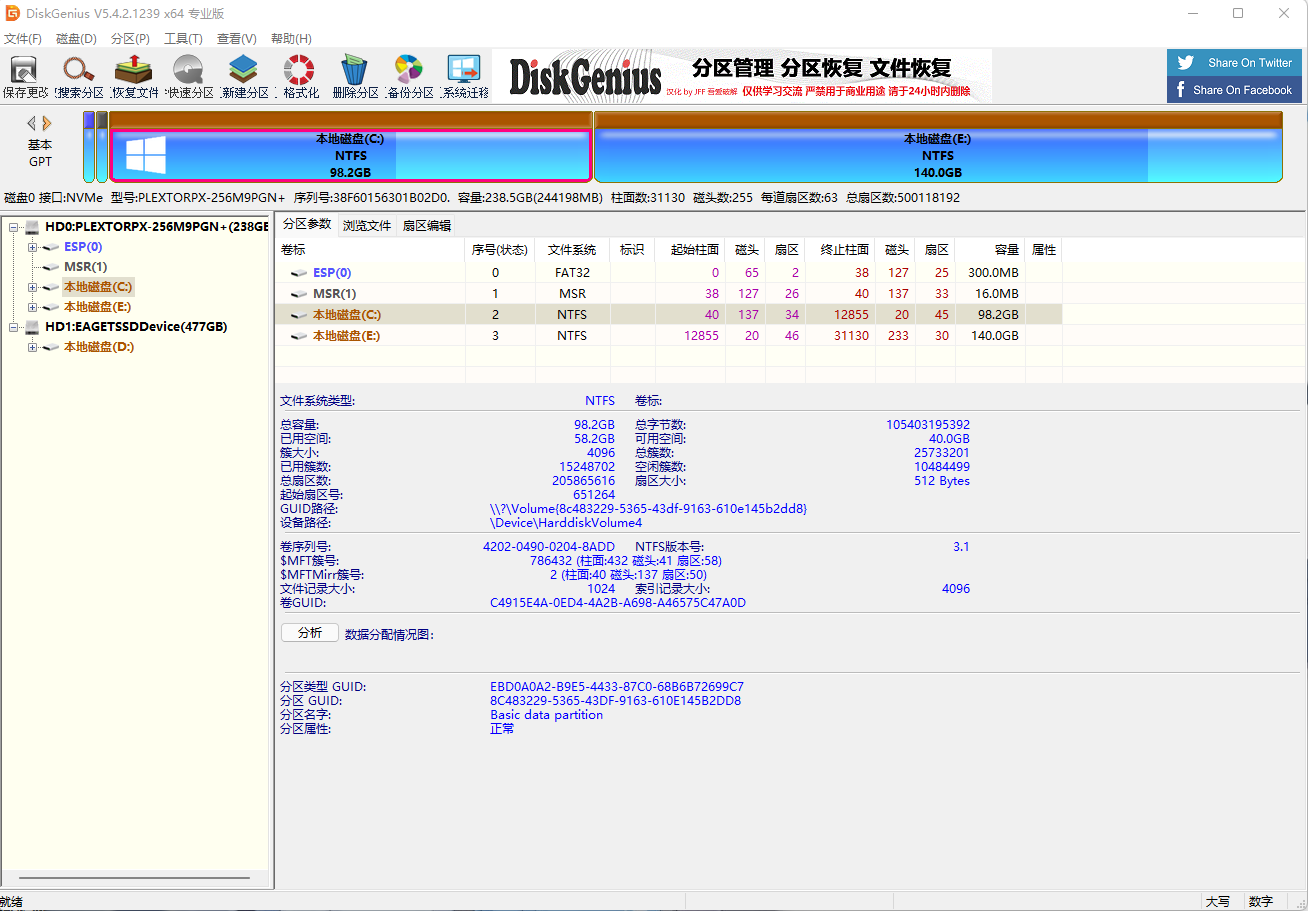 DiskGenius V5.4.2.1239 x64 专业版
文件(F) 磁盘(D) 分区(P) 工具(T) 查看(V) 帮助(H)
保存更改 搜索分区 恢复文件 快速分区 新建分区 格式化 删除分区 备份分区 系统迁移
DiskGenius 分区管理 分区恢复 文件恢复
汉化 by JFF 吾爱破解 仅供学习交流 严禁用于商业用途 请于24小时内删除
Share On Twitter
Share On Facebook
基本
GPT
本地磁盘(C:)
NTFS
98.2GB
本地磁盘(E:)
NTFS
140.0GB
磁盘0 接口:NVMe 型号:PLEXTORPX-256M9PGN+ 序列号:38F60156301B02D0. 容量:238.5GB(244198MB) 柱面数:31130 磁头数:255 每道扇区数:63 总扇区数:500118192
HD0:PLEXTORPX-256M9PGN+(238GE
ESP(0)
MSR(1)
本地磁盘(C:)
本地磁盘(E:)
HD1:EAGETSSDDevice(477GB)
本地磁盘(D:)
分区参数 浏览文件 扇区编辑
卷标 序号(状态) 文件系统 标识 起始柱面 磁头 扇区 终止柱面 磁头 扇区 容量 属性
ESP(0) 0 FAT32 0 65 2 38 127 25 300.0MB
MSR(1) 1 MSR 38 127 26 40 137 33 16.0MB
本地磁盘(C:) 2 NTFS 40 137 34 12855 20 45 98.2GB
本地磁盘(E:) 3 NTFS 12855 20 46 31130 233 30 140.0GB
文件系统类型: NTFS 卷标:
总容量: 98.2GB 总字节数: 105403195392
已用空间: 58.2GB 可用空间: 40.0GB
簇大小: 4096 总簇数: 25733201
已用簇数: 15248702 空闲簇数: 10484499
总扇区数: 205865616 扇区大小: 512 Bytes
起始扇区号: 651264
GUID路径: \\?\Volume{8c483229-5365-43df-9163-610e145b2dd8}
设备路径: \Device\HarddiskVolume4
卷序列号: 4202-0490-0204-8ADD NTFS版本号: 3.1
$MFT簇号: 786432 (柱面:432 磁头:41 扇区:58)
$MFTMirr簇号: 2 (柱面:40 磁头:137 扇区:50)
文件记录大小: 1024 索引记录大小: 4096
卷GUID: C4915E4A-0ED4-4A2B-A698-A46575C47A0D
分析 数据分配情况图:
分区类型 GUID: EBD0A0A2-B9E5-4433-87C0-68B6B72699C7
分区 GUID: 8C483229-5365-43DF-9163-610E145B2DD8
分区名字: Basic data partition
分区属性: 正常
就绪 大写 数字